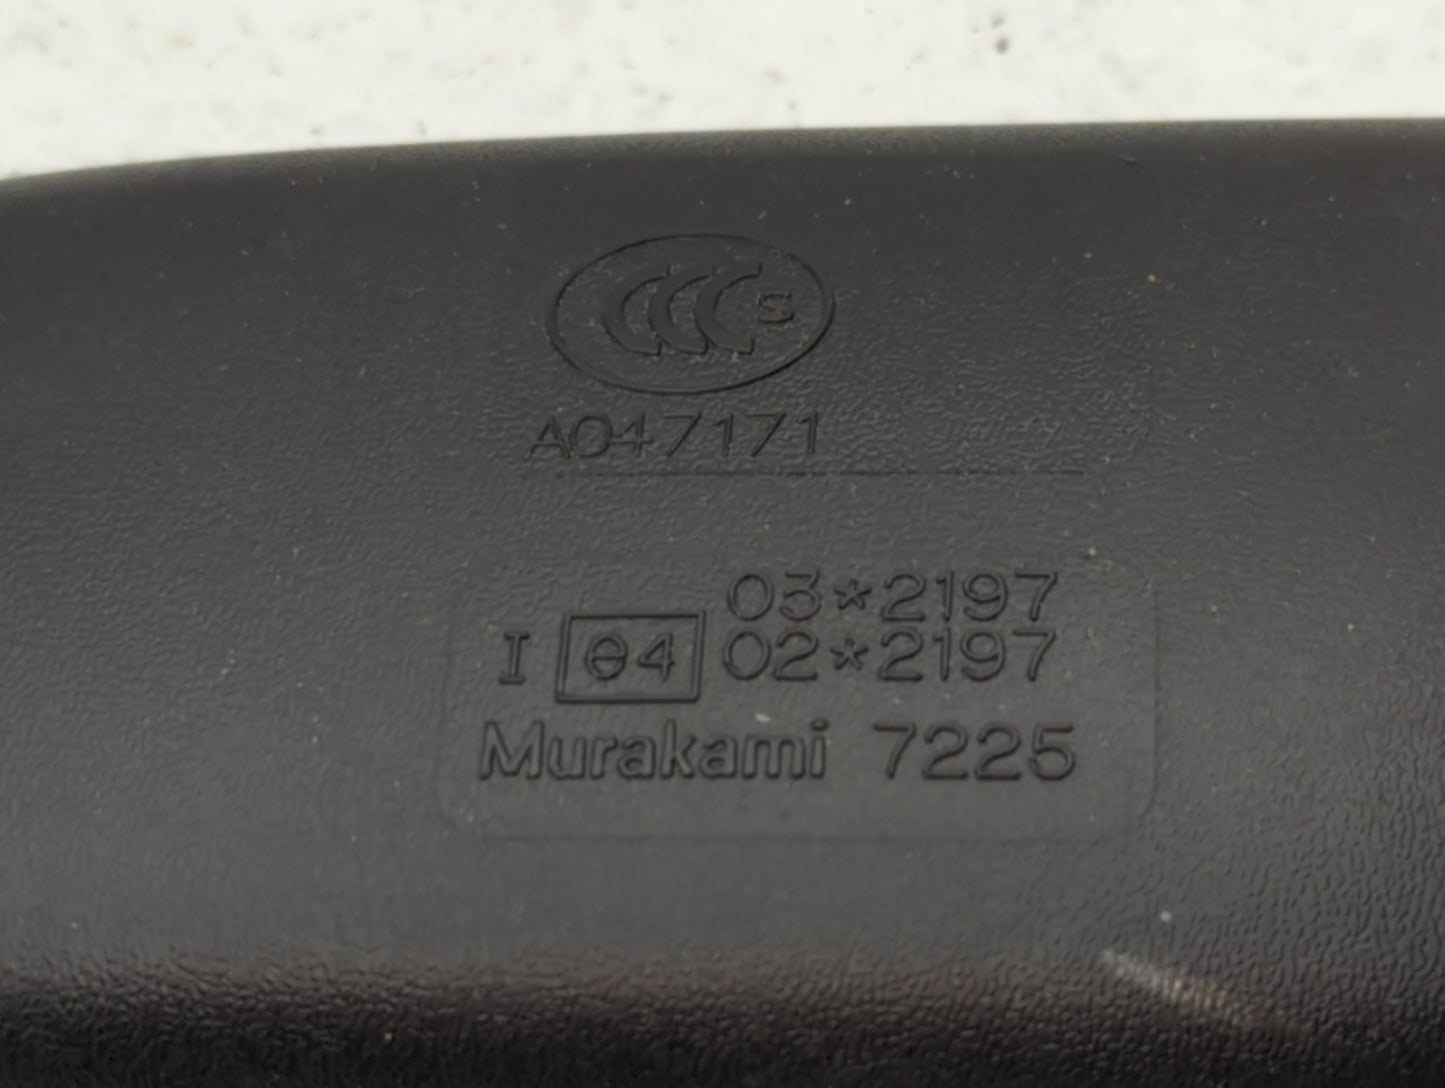 CCC S
A047171
03*2197
I e4 02*2197
Murakami 7225